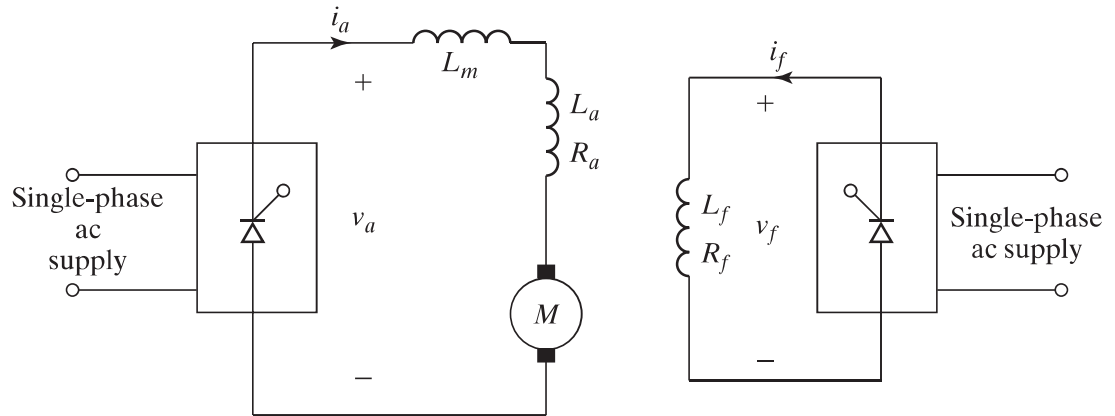 i_a
+
L_m
L_a
R_a
Single-phase
ac
supply
v_a
M
−
i_f
+
L_f
v_f
R_f
Single-phase
ac supply
−